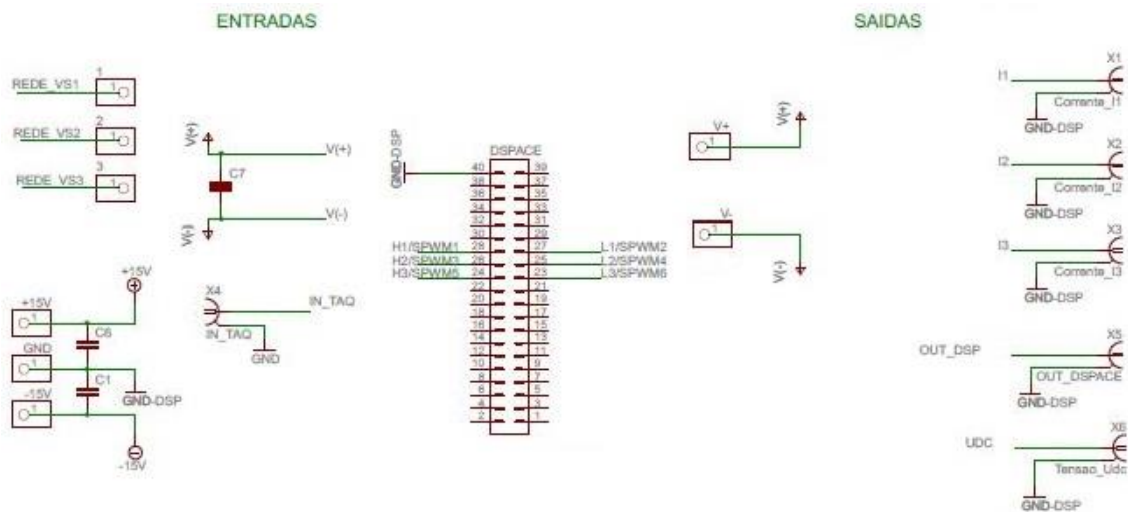 ENTRADAS
SAIDAS
1
REDE_VS1
1
2
REDE_VS2
1
3
REDE_VS3
1
V(+)
V(+)
C7
V(-)
V(-)
+15V
+15V
1
C6
GND
1
C1
GND-DSP
-15V
1
-15V
X4
IN_TAQ
IN_TAQ
GND
DSPACE
GND-DSP
40 39
38 37
36 35
34 33
32 31
30 29
H1/SPWM1 28 27 L1/SPWM2
H2/SPWM3 26 25 L2/SPWM4
H3/SPWM5 24 23 L3/SPWM6
22 21
20 19
18 17
16 15
14 13
12 11
10 9
8 7
6 5
4 3
2 1
V+
1
V(+)
V-
1
V(-)
X1
I1
Corrente_I1
GND-DSP
X2
I2
Corrente_I2
GND-DSP
X3
I3
Corrente_I3
GND-DSP
X5
OUT_DSP
OUT_DSPACE
GND-DSP
X6
UDC
Tensao_Udc
GND-DSP